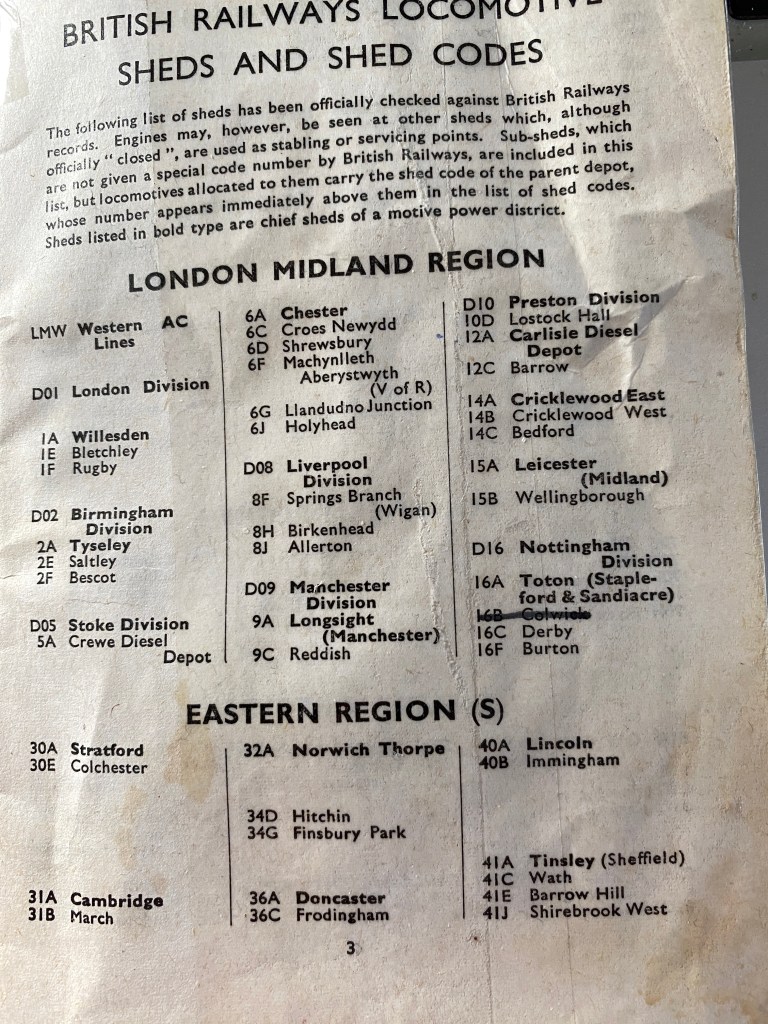 BRITISH RAILWAYS LOCOMOTIVE
SHEDS AND SHED CODES
The following list of sheds has been officially checked against British Railways
records. Engines may, however, be seen at other sheds which, although
officially "closed", are used as stabling or servicing points. Sub-sheds, which
are not given a special code number by British Railways, are included in this
list, but locomotives allocated to them carry the shed code of the parent depot,
whose number appears immediately above them in the list of shed codes.
Sheds listed in bold type are chief sheds of a motive power district.
LONDON MIDLAND REGION
LMW Western AC
Lines
D01 London Division
1A Willesden
1E Bletchley
1F Rugby
D02 Birmingham
Division
2A Tyseley
2E Saltley
2F Bescot
D05 Stoke Division
5A Crewe Diesel
Depot
6A Chester
6C Croes Newydd
6D Shrewsbury
6F Machynlleth
Aberystwyth
(V of R)
6G Llandudno Junction
6J Holyhead
D08 Liverpool
Division
8F Springs Branch
(Wigan)
8H Birkenhead
8J Allerton
D09 Manchester
Division
9A Longsight
(Manchester)
9C Reddish
D10 Preston Division
10D Lostock Hall
12A Carlisle Diesel
Depot
12C Barrow
14A Cricklewood East
14B Cricklewood West
14C Bedford
15A Leicester
(Midland)
15B Wellingborough
D16 Nottingham
Division
16A Toton (Staple-
ford & Sandiacre)
16B Colwick
16C Derby
16F Burton
EASTERN REGION (S)
30A Stratford
30E Colchester
31A Cambridge
31B March
32A Norwich Thorpe
34D Hitchin
34G Finsbury Park
36A Doncaster
36C Frodingham
40A Lincoln
40B Immingham
41A Tinsley (Sheffield)
41C Wath
41E Barrow Hill
41J Shirebrook West
3